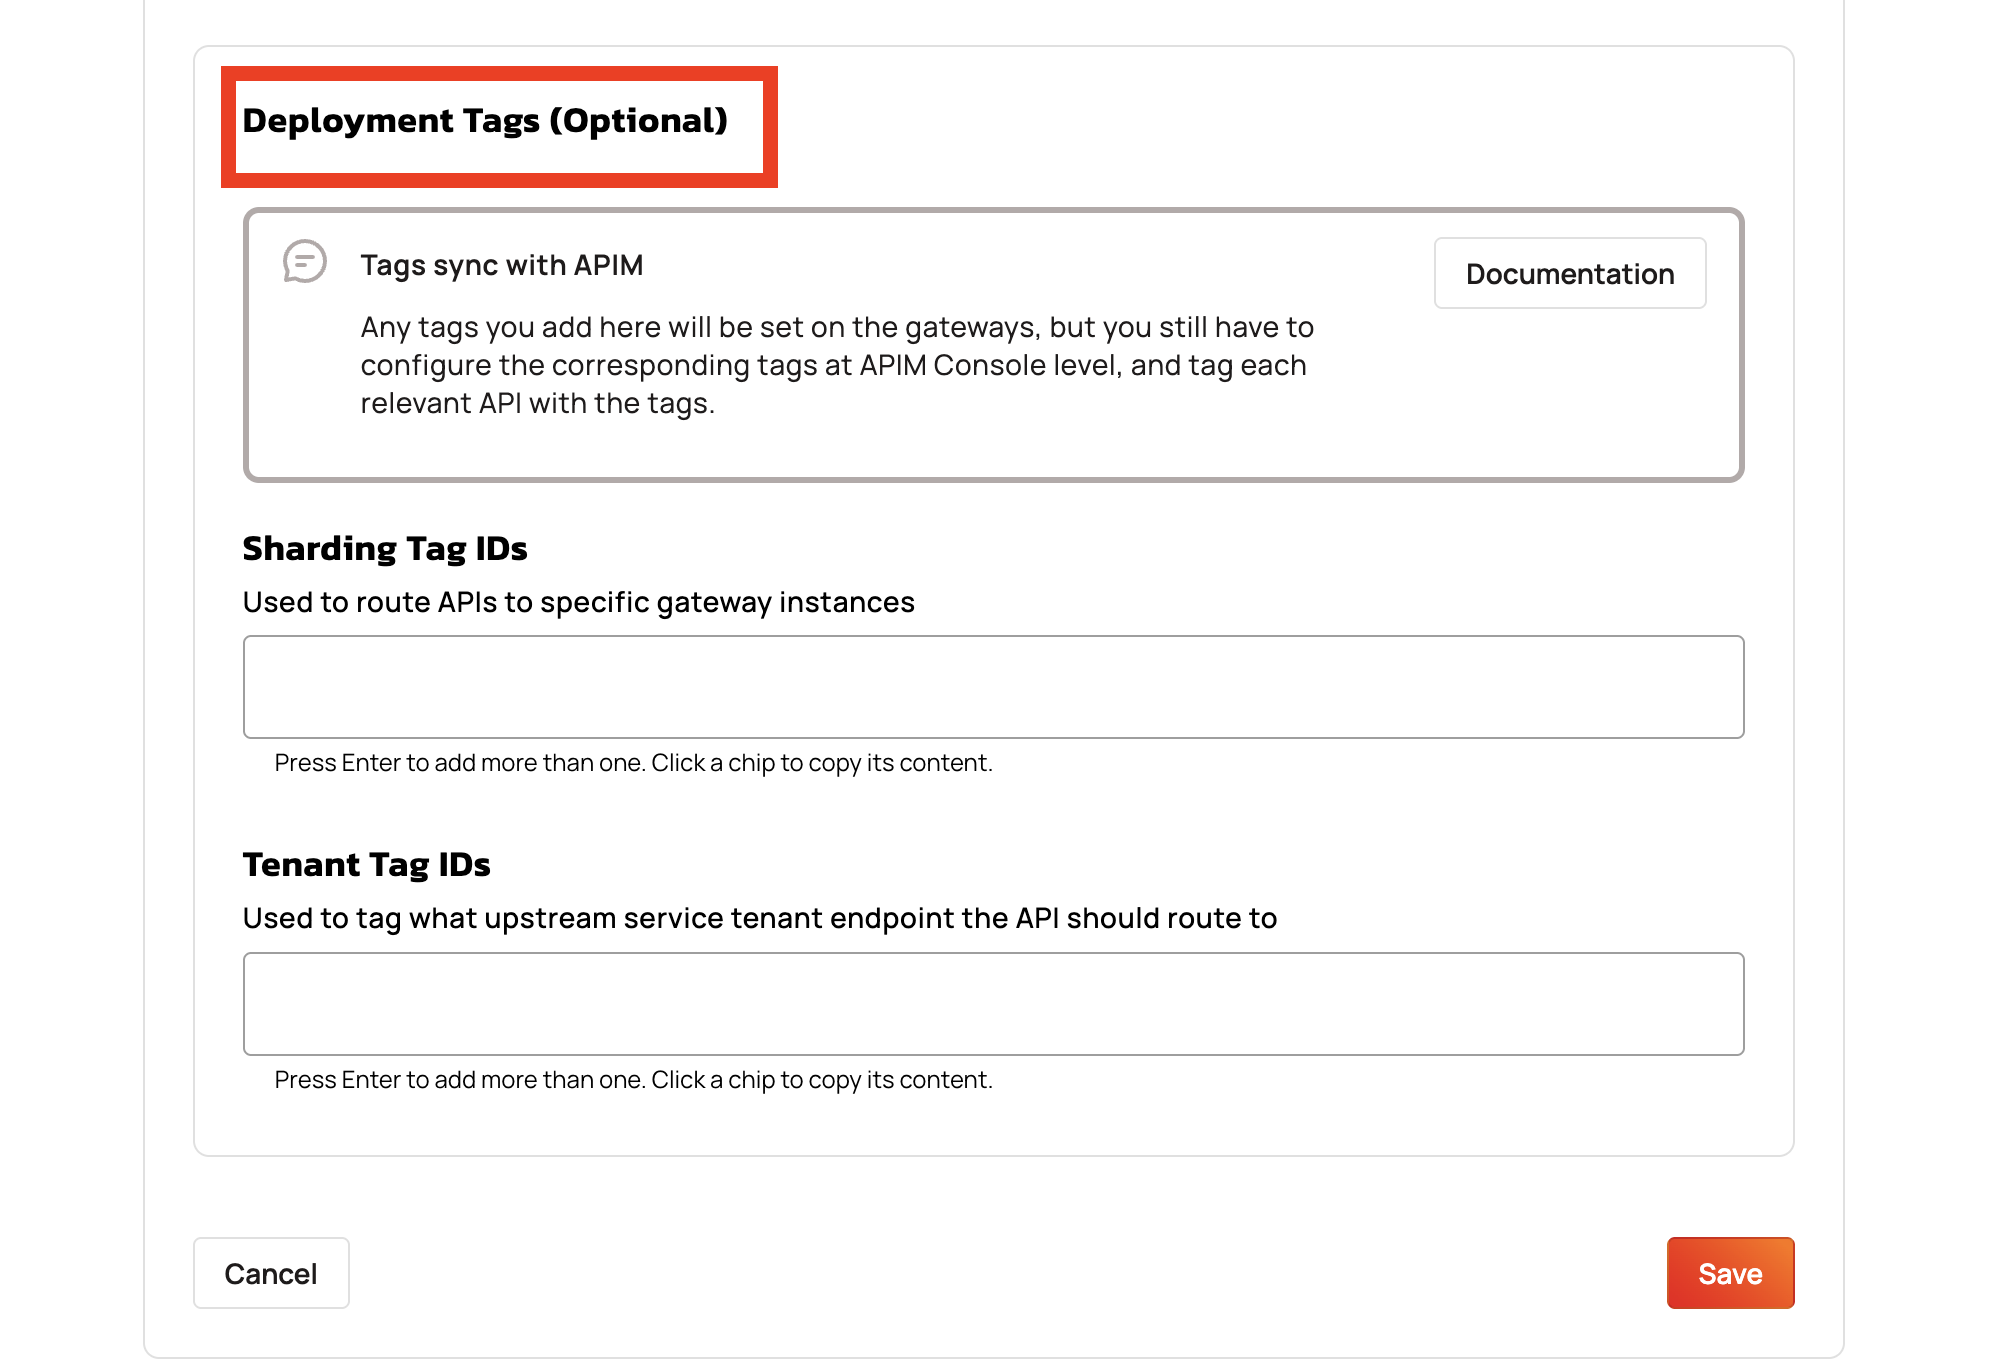 Deployment Tags (Optional)
Tags sync with APIM
Documentation
Any tags you add here will be set on the gateways, but you still have to
configure the corresponding tags at APIM Console level, and tag each
relevant API with the tags.
Sharding Tag IDs
Used to route APIs to specific gateway instances
Press Enter to add more than one. Click a chip to copy its content.
Tenant Tag IDs
Used to tag what upstream service tenant endpoint the API should route to
Press Enter to add more than one. Click a chip to copy its content.
Cancel
Save